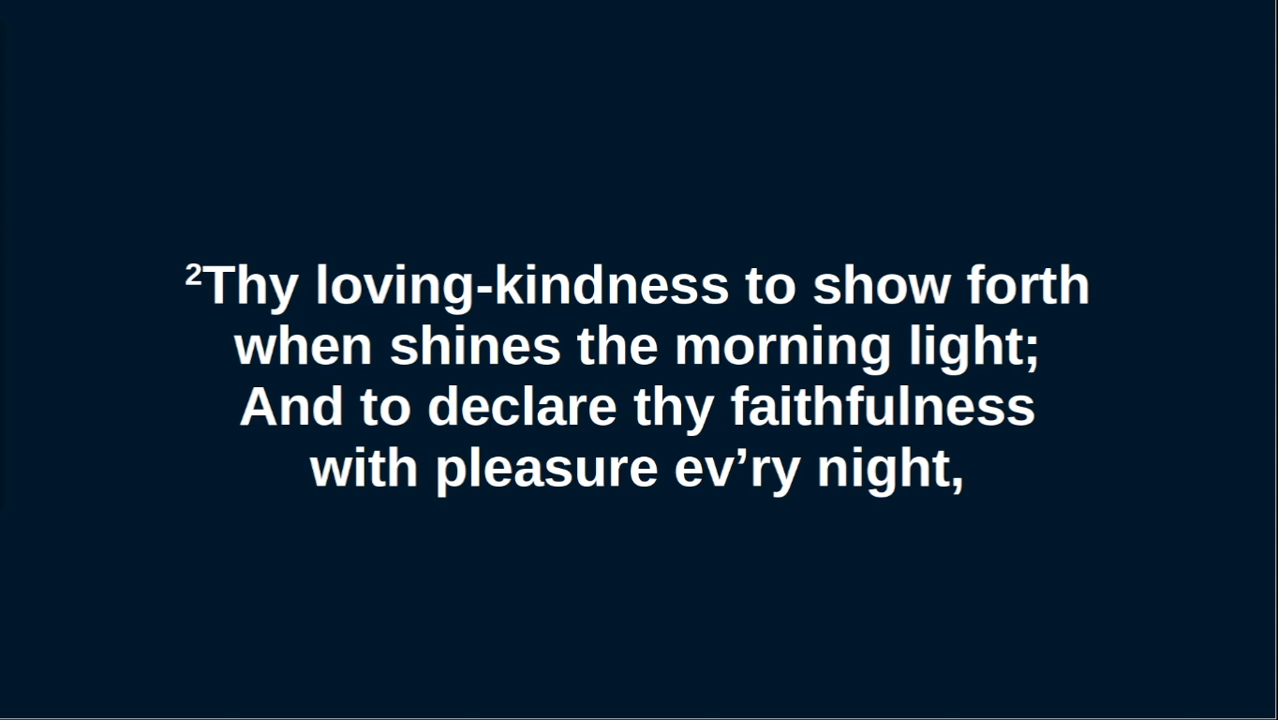 ²Thy loving-kindness to show forth
when shines the morning light;
And to declare thy faithfulness
with pleasure ev’ry night,